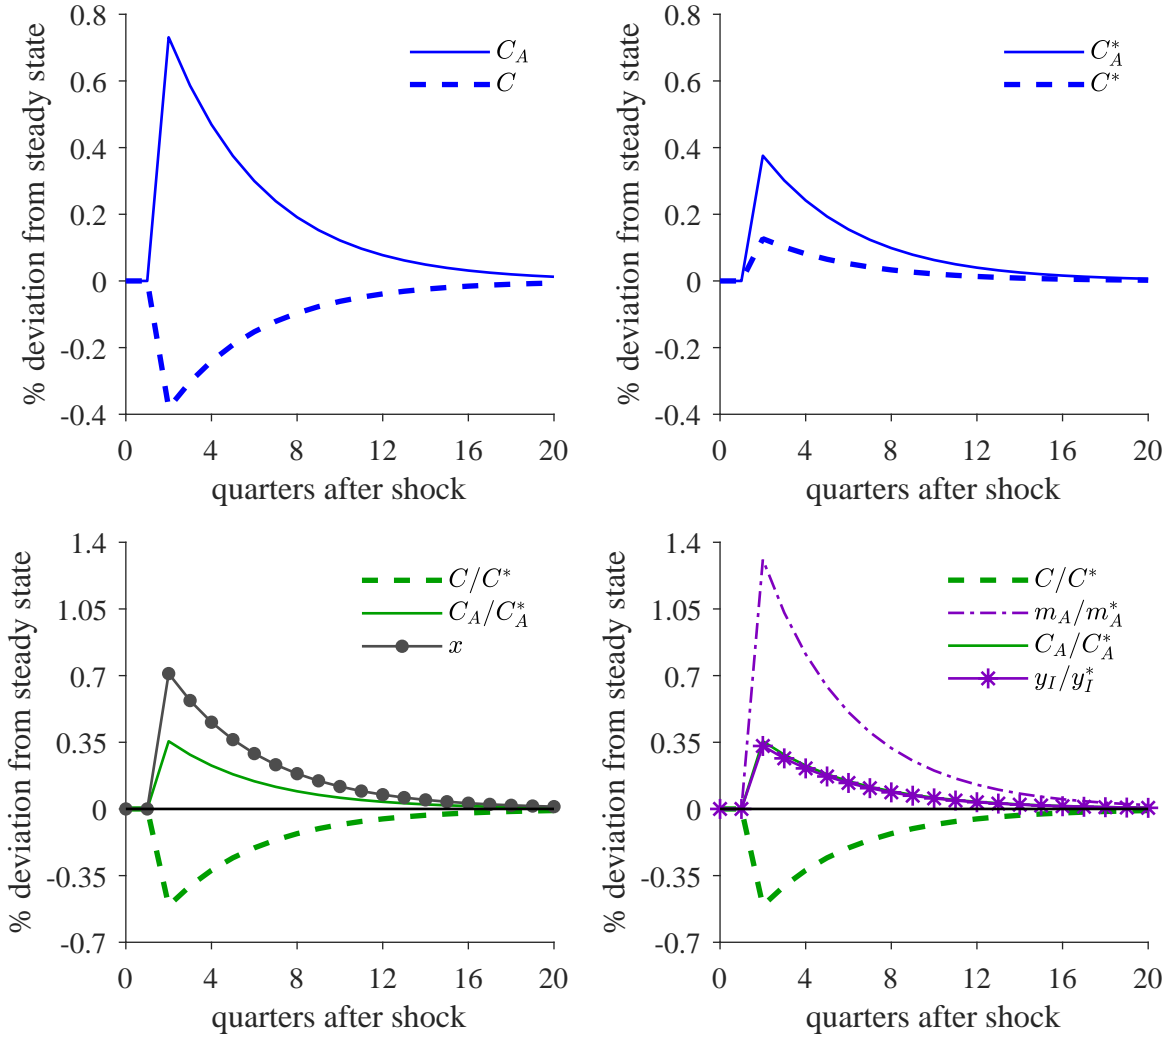 % deviation from steady state
0.8
0.6
0.4
0.2
0
-0.2
-0.4
C_A
C
0 4 8 12 16 20
quarters after shock
% deviation from steady state
0.8
0.6
0.4
0.2
0
-0.2
-0.4
C_A^*
C^*
0 4 8 12 16 20
quarters after shock
% deviation from steady state
1.4
1.05
0.7
0.35
0
-0.35
-0.7
C/C^*
C_A/C_A^*
x
0 4 8 12 16 20
quarters after shock
% deviation from steady state
1.4
1.05
0.7
0.35
0
-0.35
-0.7
C/C^*
m_A/m_A^*
C_A/C_A^*
y_I/y_I^*
0 4 8 12 16 20
quarters after shock